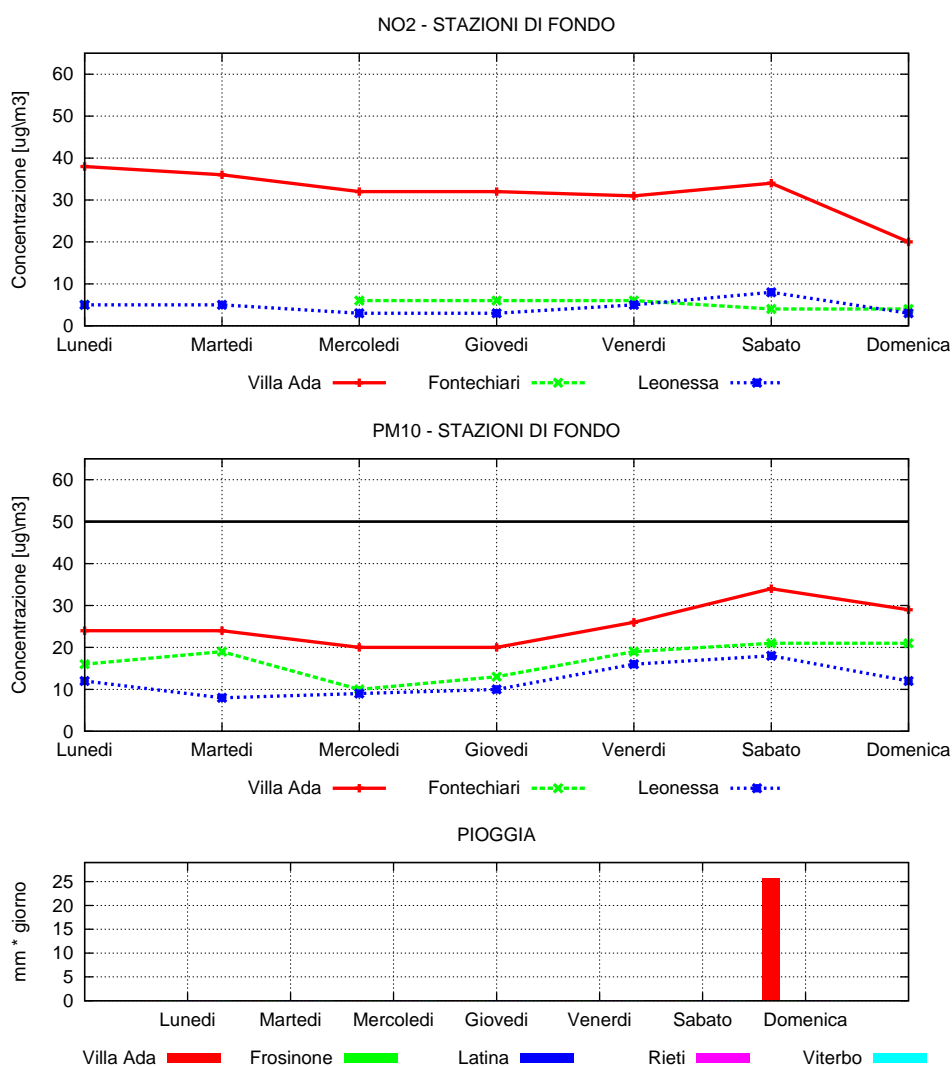 NO2 - STAZIONI DI FONDO
Concentrazione [ug\m3]
60
50
40
30
20
10
0
Lunedi Martedi Mercoledi Giovedi Venerdi Sabato Domenica
Villa Ada Fontechiari Leonessa
PM10 - STAZIONI DI FONDO
Concentrazione [ug\m3]
60
50
40
30
20
10
0
Lunedi Martedi Mercoledi Giovedi Venerdi Sabato Domenica
Villa Ada Fontechiari Leonessa
PIOGGIA
mm * giorno
25
20
15
10
5
0
Lunedi Martedi Mercoledi Giovedi Venerdi Sabato Domenica
Villa Ada Frosinone Latina Rieti Viterbo